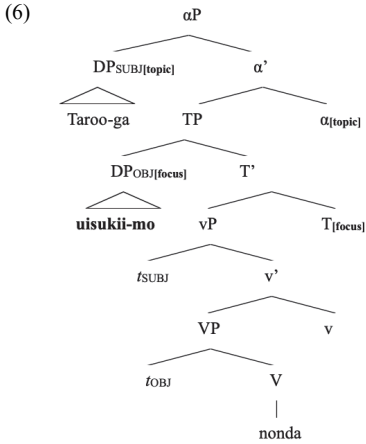 (6)
αP
DPSUBJ[topic] α’
Taroo-ga TP α[topic]
DPOBJ[focus] T’
uisukii-mo vP T[focus]
tSUBJ v’
VP v
tOBJ V
nonda